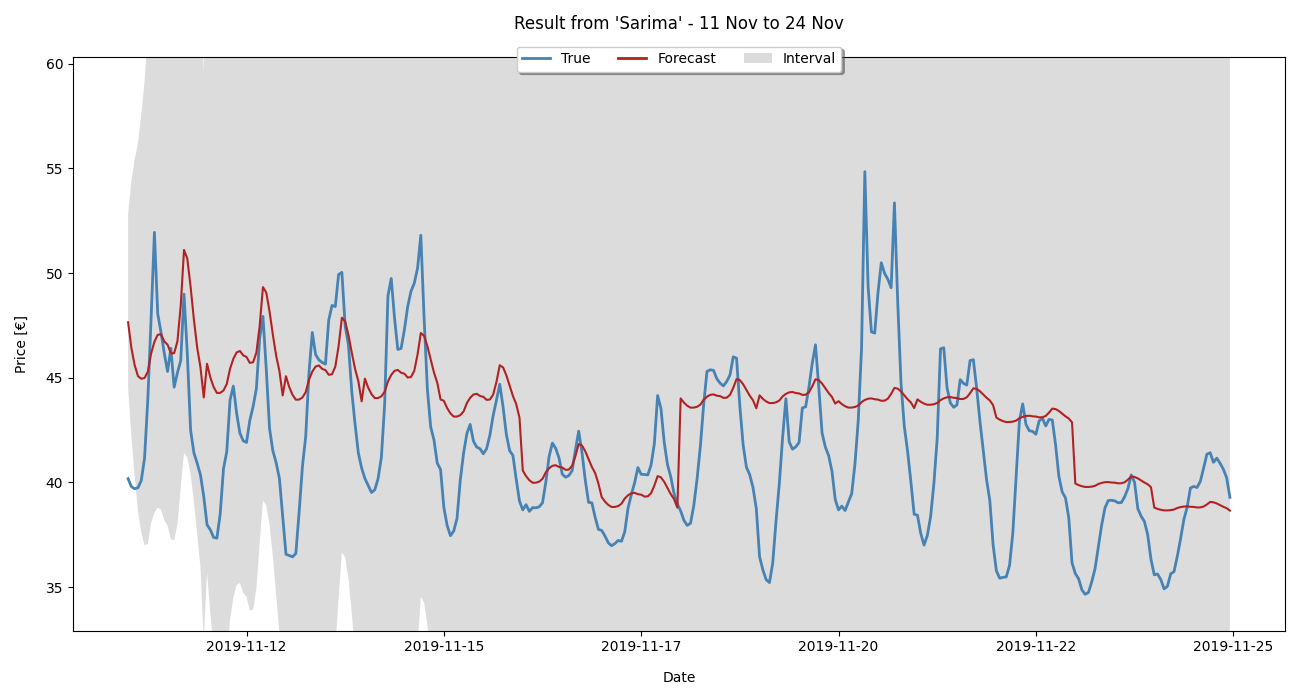 Result from 'Sarima' - 11 Nov to 24 Nov
True Forecast Interval
60
55
50
45
40
35
Price [€]
2019-11-12 2019-11-15 2019-11-17 2019-11-20 2019-11-22 2019-11-25
Date